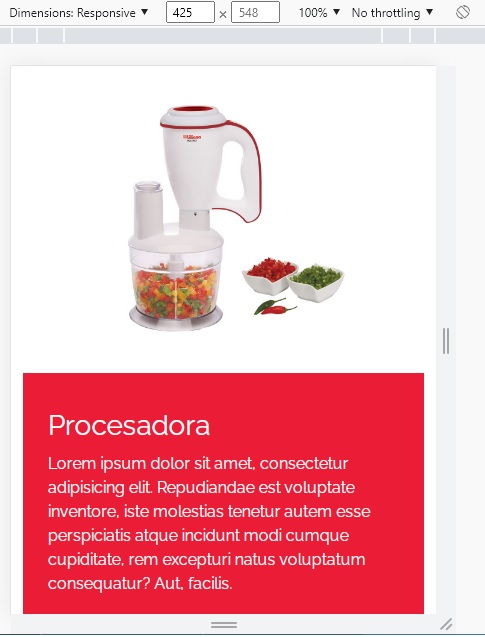 Dimensions: Responsive ▼ 425 × 548 100% ▼ No throttling ▼
Procesadora
Lorem ipsum dolor sit amet, consectetur
adipisicing elit. Repudiandae est voluptate
inventore, iste molestias tenetur autem esse
perspiciatis atque incidunt modi cumque
cupiditate, rem excepturi natus voluptatum
consequatur? Aut, facilis.